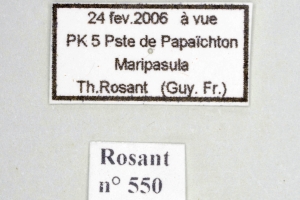 24 fev.2006 à vue
PK 5 Pste de Papaïchton
Maripasula
Th.Rosant (Guy. Fr.)
Rosant
n° 550